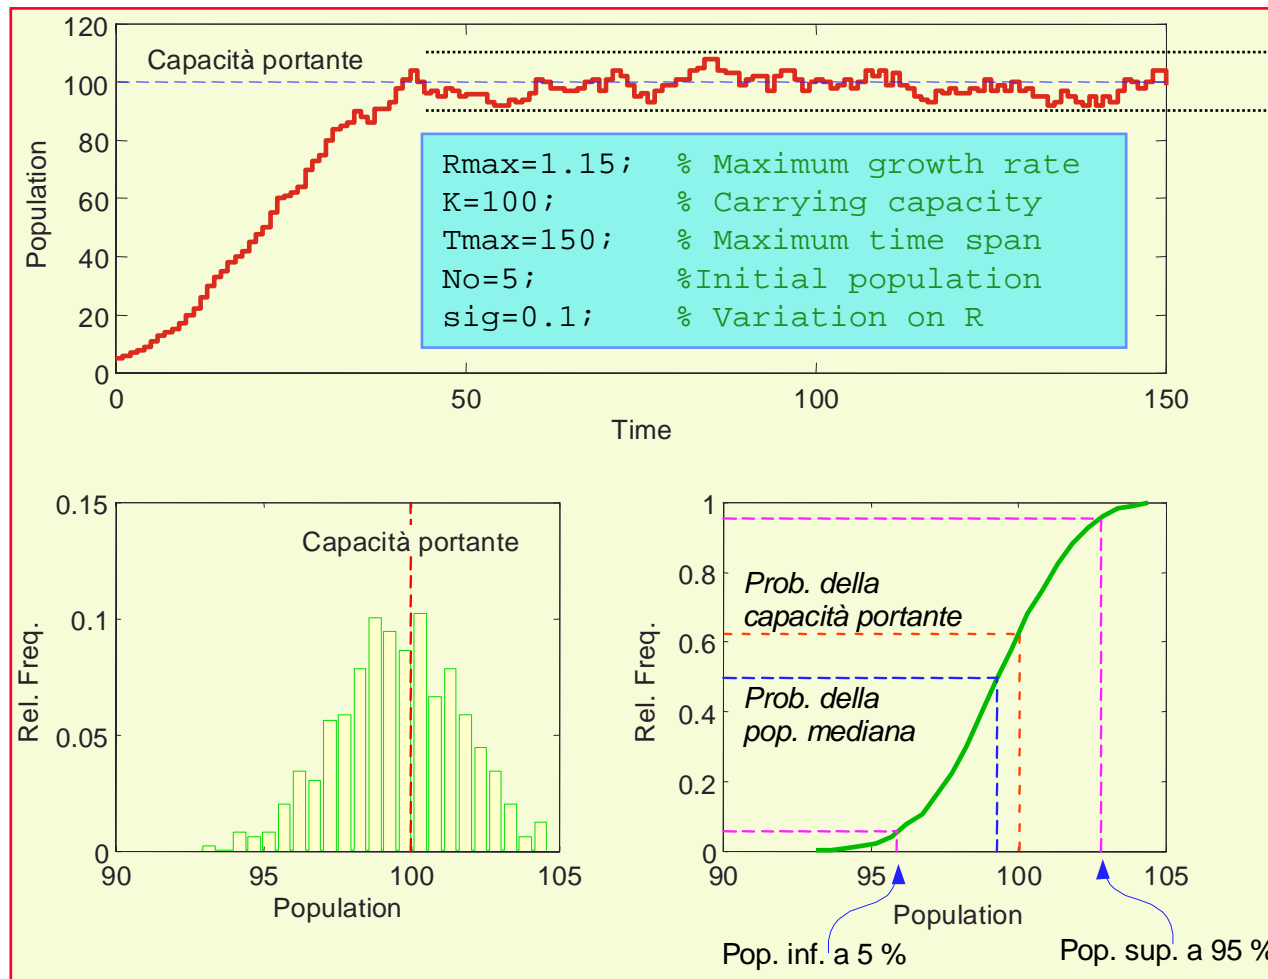 120
100
80
60
40
20
0
Population
Capacità portante
Rmax=1.15; % Maximum growth rate
K=100; % Carrying capacity
Tmax=150; % Maximum time span
No=5; %Initial population
sig=0.1; % Variation on R
0 50 100 150
Time
0.15
0.1
0.05
0
Rel. Freq.
Capacità portante
90 95 100 105
Population
1
0.8
0.6
0.4
0.2
0
Rel. Freq.
Prob. della
capacità portante
Prob. della
pop. mediana
90 95 100 105
Population
Pop. inf. a 5 %
Pop. sup. a 95 %